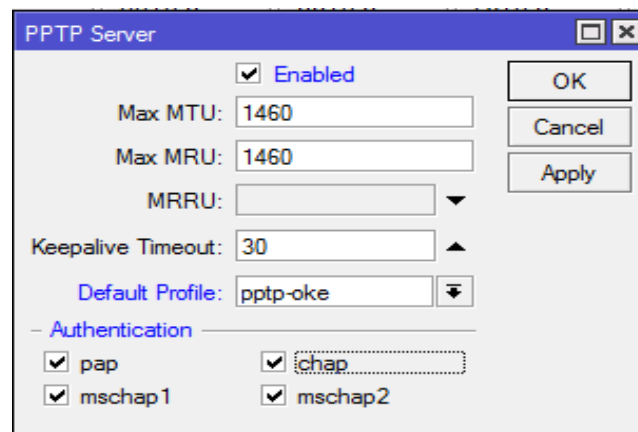 PPTP Server
Enabled
OK
Max MTU: 1460
Cancel
Max MRU: 1460
Apply
MRRU:
Keepalive Timeout: 30
Default Profile: pptp-oke
Authentication
pap chap
mschap1 mschap2